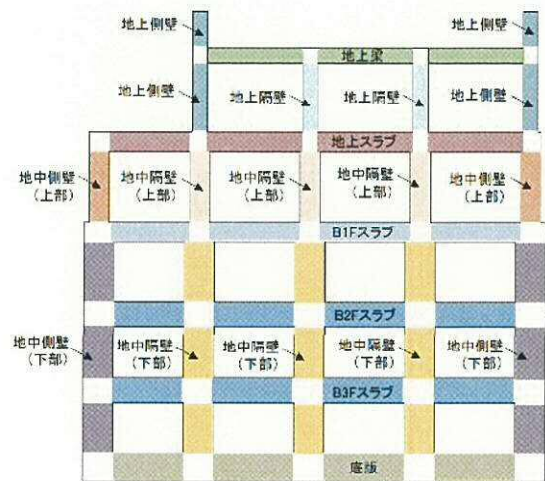 地上側壁
地上側壁
地上梁
地上側壁
地上隔壁
地上隔壁
地上側壁
地上スラブ
地中側壁
(上部)
地中隔壁
(上部)
地中隔壁
(上部)
地中隔壁
(上部)
地中側壁
(上部)
B1Fスラブ
B2Fスラブ
地中側壁
(下部)
地中隔壁
(下部)
地中隔壁
(下部)
地中隔壁
(下部)
地中側壁
(下部)
B3Fスラブ
底版